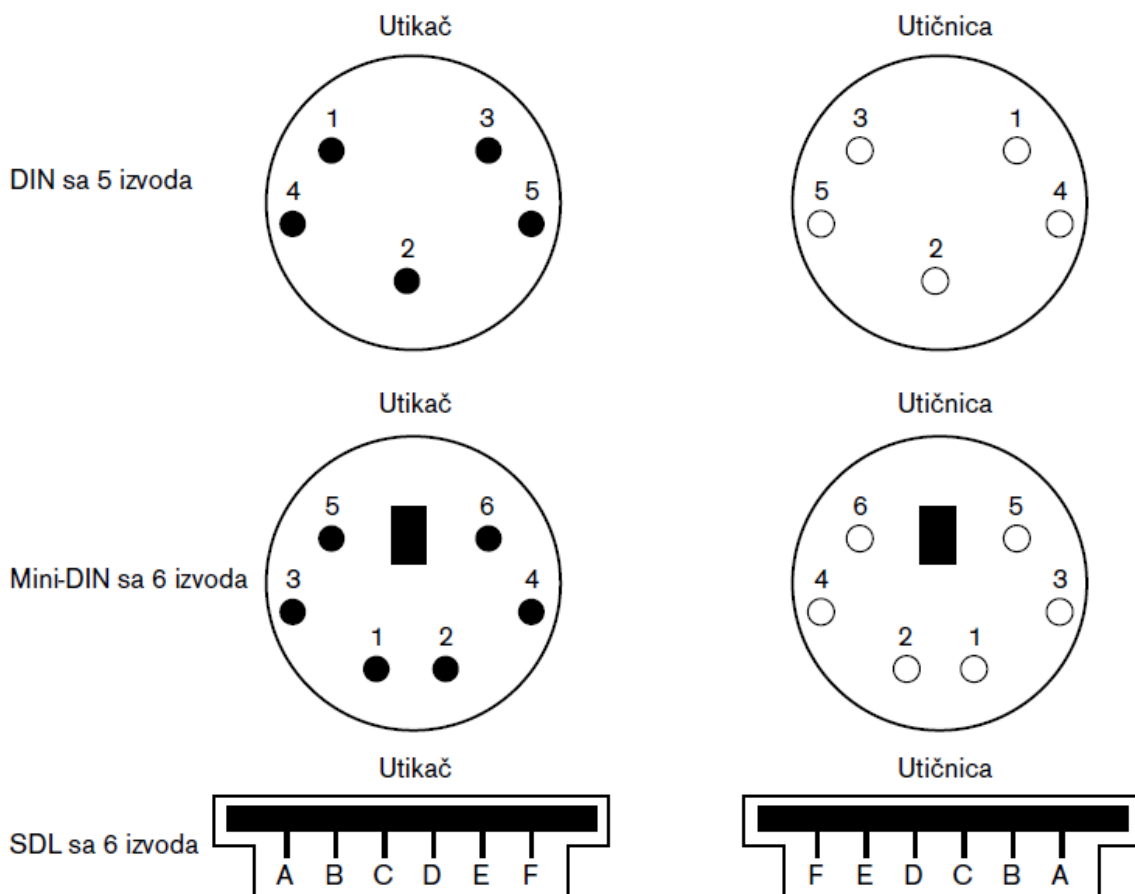 Utikač Utičnica
1 3 3 1
DIN sa 5 izvoda
4 5 5 4
2 2
Utikač Utičnica
5 6 6 5
Mini-DIN sa 6 izvoda
3 4 4 3
1 2 2 1
Utikač Utičnica
SDL sa 6 izvoda
A B C D E F F E D C B A